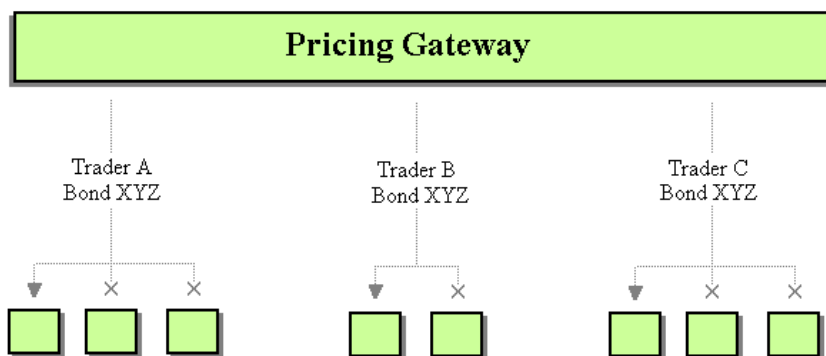 Pricing Gateway
Trader A
Bond XYZ
Trader B
Bond XYZ
Trader C
Bond XYZ